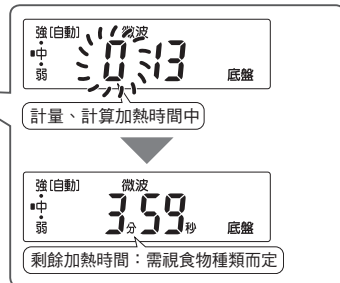 強[自動] 微波
中
弱 0 13 底盤
計量、計算加熱時間中
強[自動] 微波
中
弱 3分59秒 底盤
剩餘加熱時間：需視食物種類而定